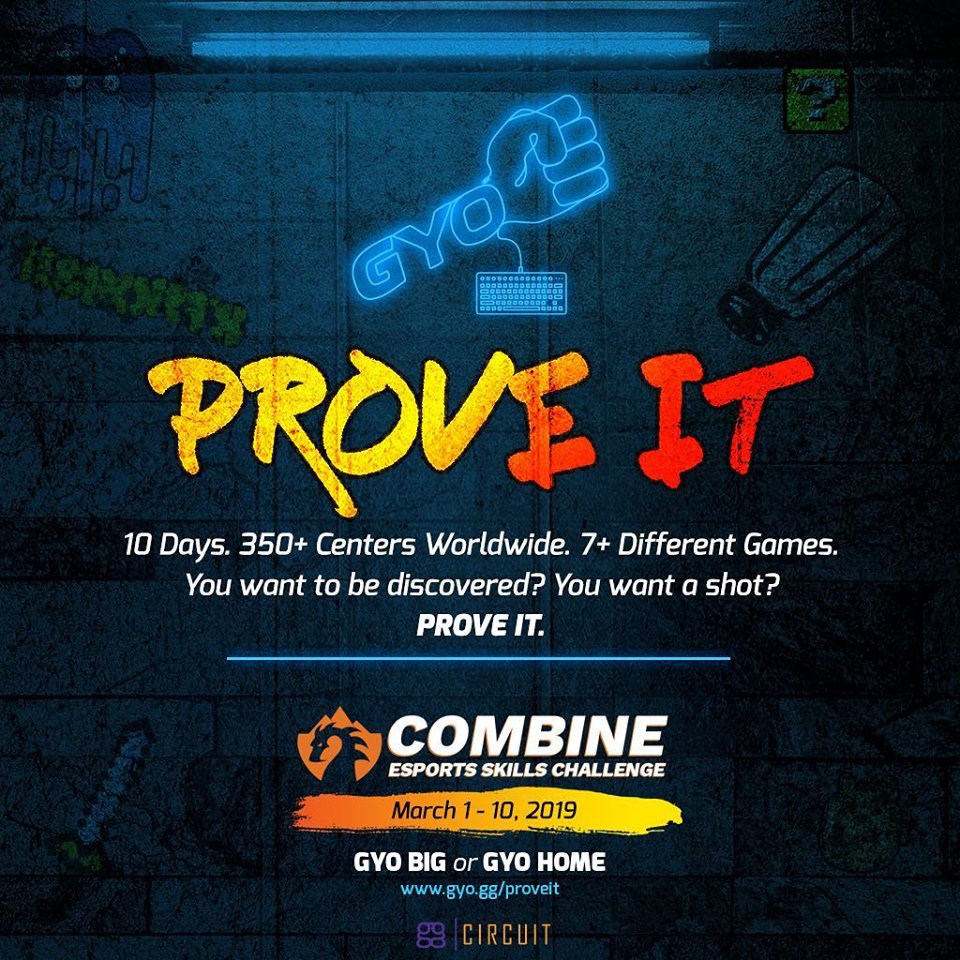 GYO
?
PROVE IT
10 Days. 350+ Centers Worldwide. 7+ Different Games.
You want to be discovered? You want a shot?
PROVE IT.
COMBINE
ESPORTS SKILLS CHALLENGE
March 1 - 10, 2019
GYO BIG or GYO HOME
www.gyo.gg/proveit
CIRCUIT